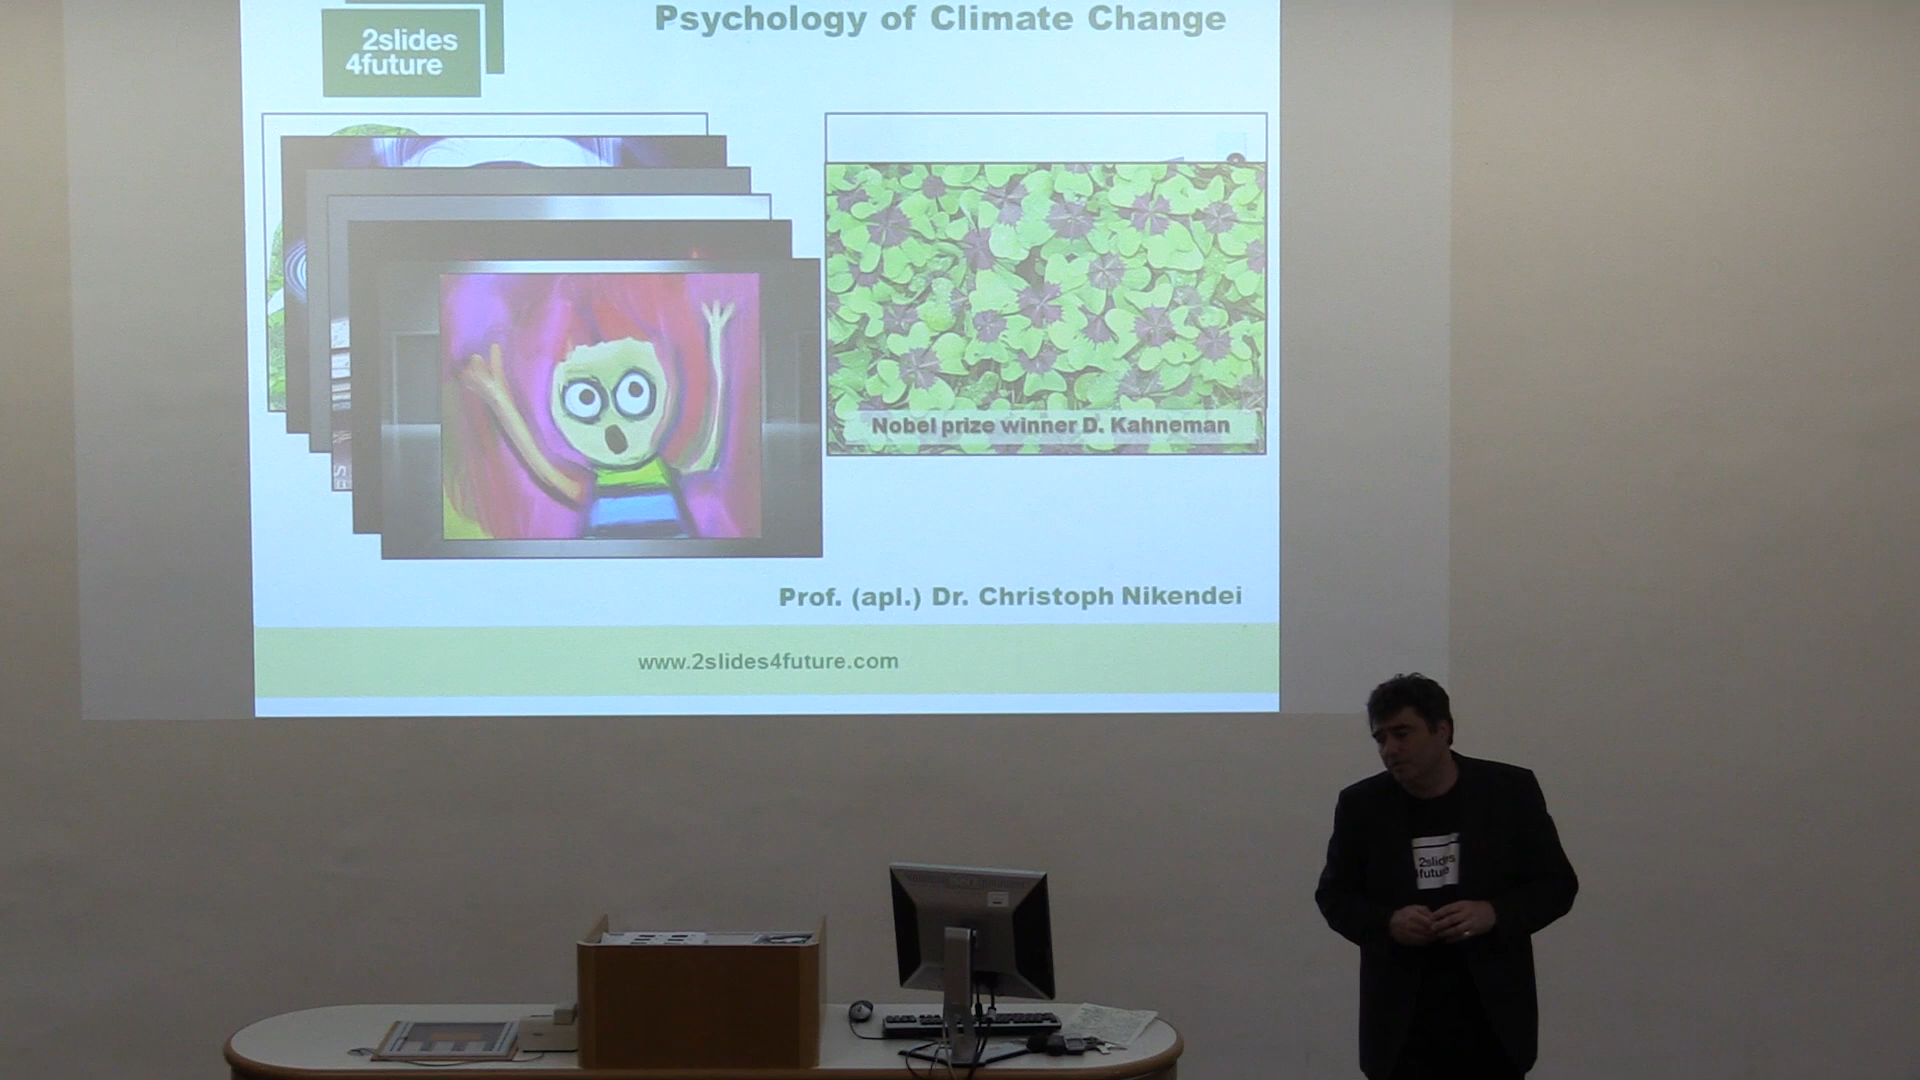 Psychology of Climate Change
2slides
4future
Nobel prize winner D. Kahneman
Prof. (apl.) Dr. Christoph Nikendei
www.2slides4future.com
2slides
4future